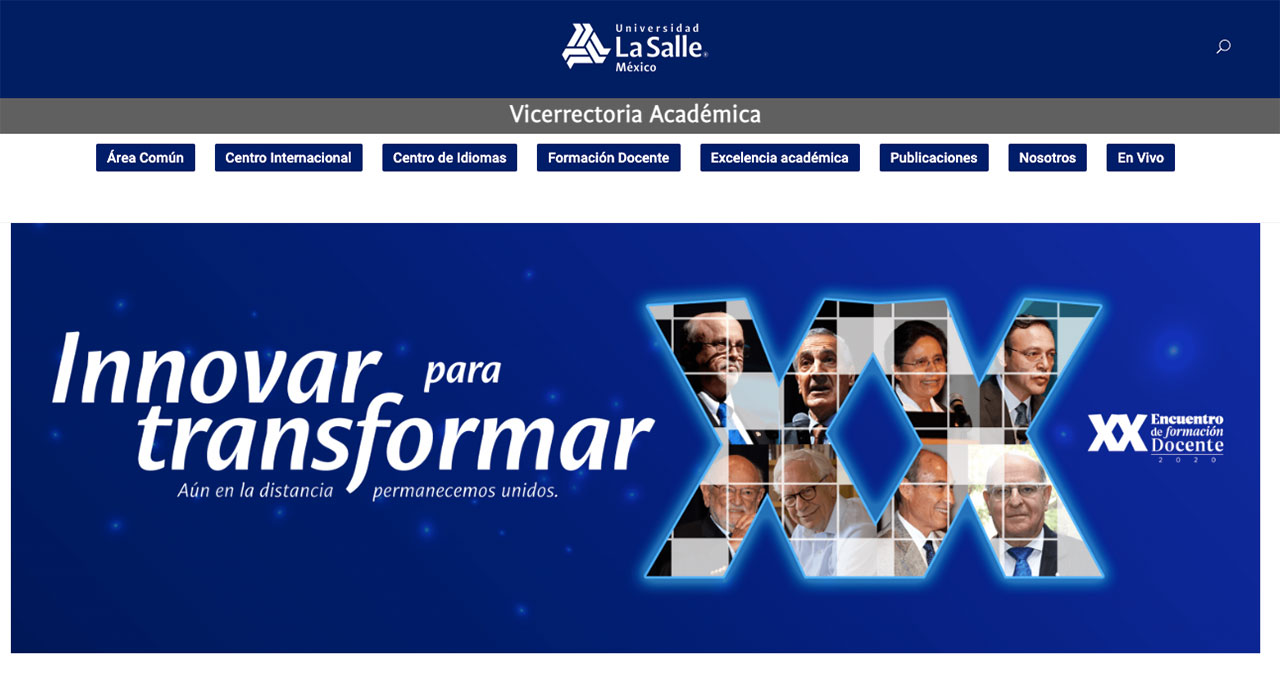 Universidad
La Salle®
México
Vicerrectoria Académica
Área Común Centro Internacional Centro de Idiomas Formación Docente Excelencia académica Publicaciones Nosotros En Vivo
Innovar para
transformar
Aún en la distancia permanecemos unidos.
XX
XX Encuentro
de formación
Docente
2020